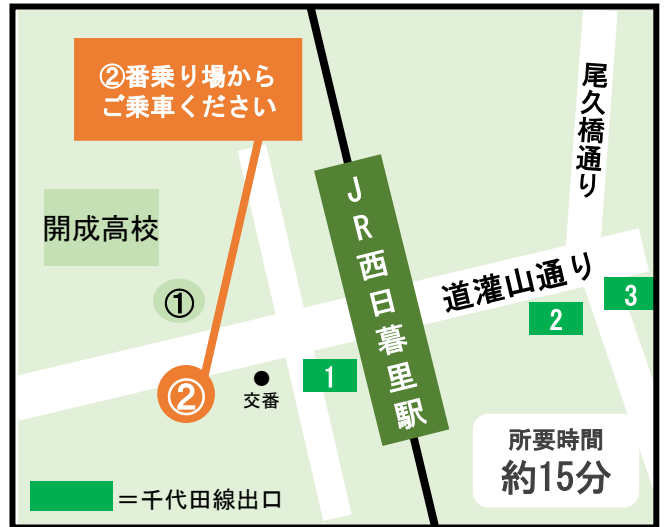 ②番乗り場から
ご乗車ください
尾久橋通り
開成高校
JR西日暮里駅
道灌山通り
①
②
交番
1
2
3
所要時間
約15分
＝千代田線出口